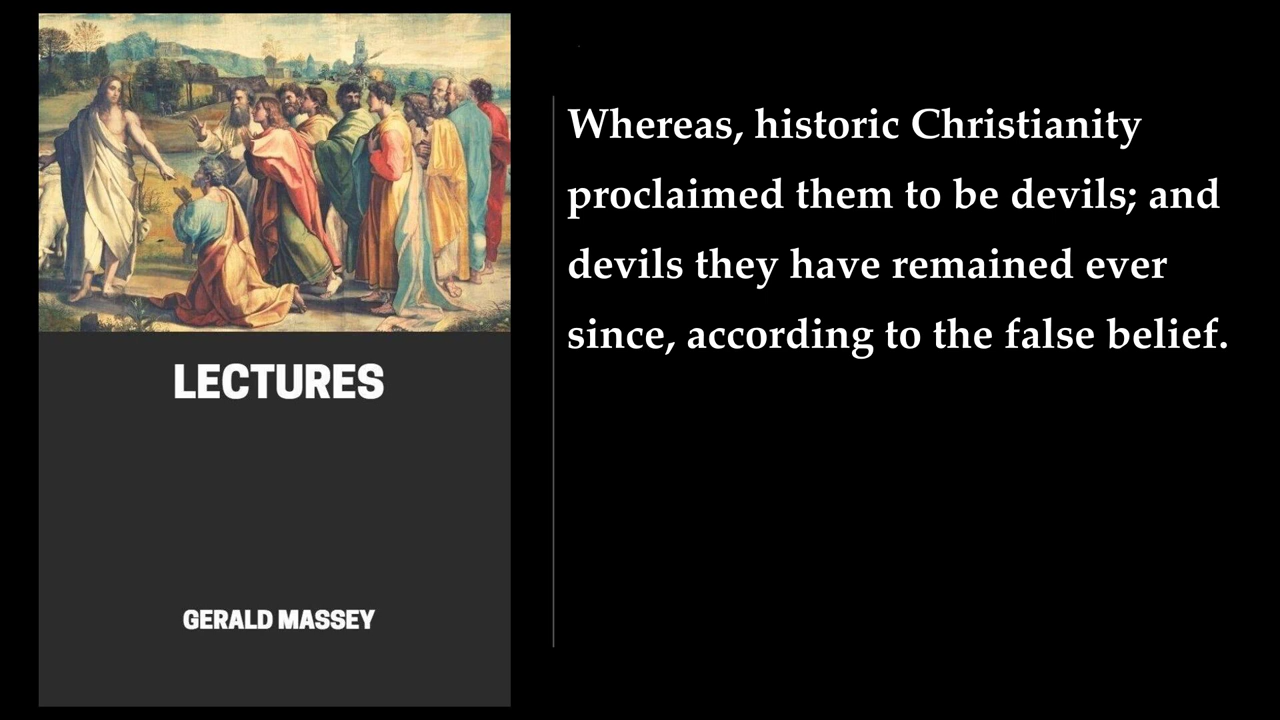 LECTURES
GERALD MASSEY
Whereas, historic Christianity
proclaimed them to be devils; and
devils they have remained ever
since, according to the false belief.